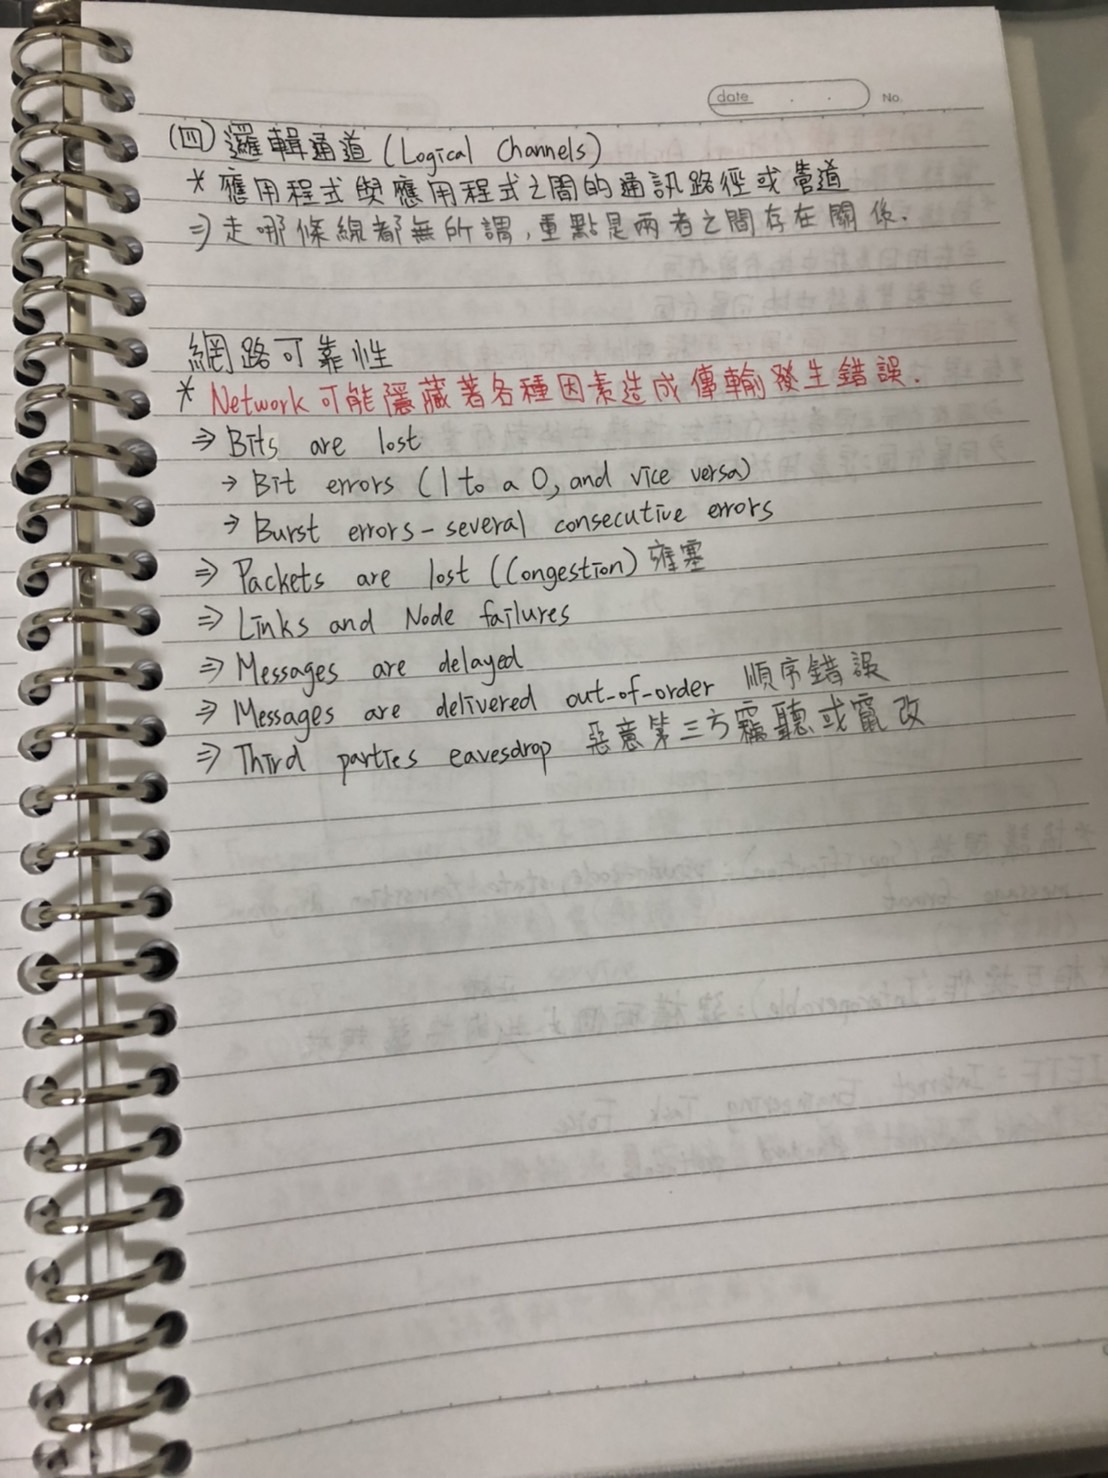 date
No.
(四) 邏輯通道 (Logical Channels)
* 應用程式與應用程式之間的通訊路徑或管道
⇒ 走哪條線都無所謂，重點是兩者之間存在關係.
網路可靠性
* Network 可能隱藏著各種因素造成傳輸發生錯誤.
⇒ Bits are lost
→ Bit errors (1 to a 0, and vice versa)
→ Burst errors - several consecutive errors
⇒ Packets are lost (Congestion) 雍塞
⇒ Links and Node failures
⇒ Messages are delayed
⇒ Messages are delivered out-of-order 順序錯誤
⇒ Third parties eavesdrop 惡意第三方竊聽或竄改